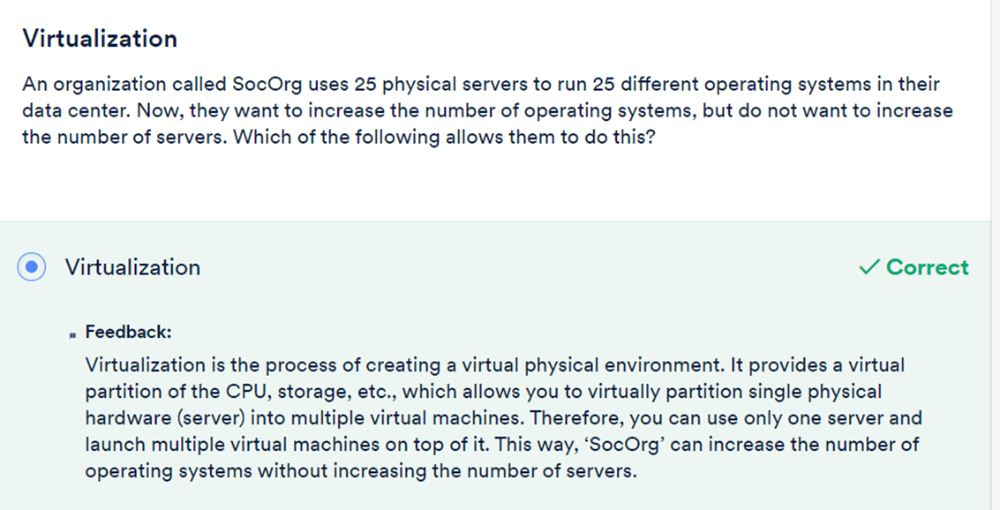 Virtualization
An organization called SocOrg uses 25 physical servers to run 25 different operating systems in their
data center. Now, they want to increase the number of operating systems, but do not want to increase
the number of servers. Which of the following allows them to do this?
Virtualization
Correct
Feedback:
Virtualization is the process of creating a virtual physical environment. It provides a virtual
partition of the CPU, storage, etc., which allows you to virtually partition single physical
hardware (server) into multiple virtual machines. Therefore, you can use only one server and
launch multiple virtual machines on top of it. This way, ‘SocOrg’ can increase the number of
operating systems without increasing the number of servers.